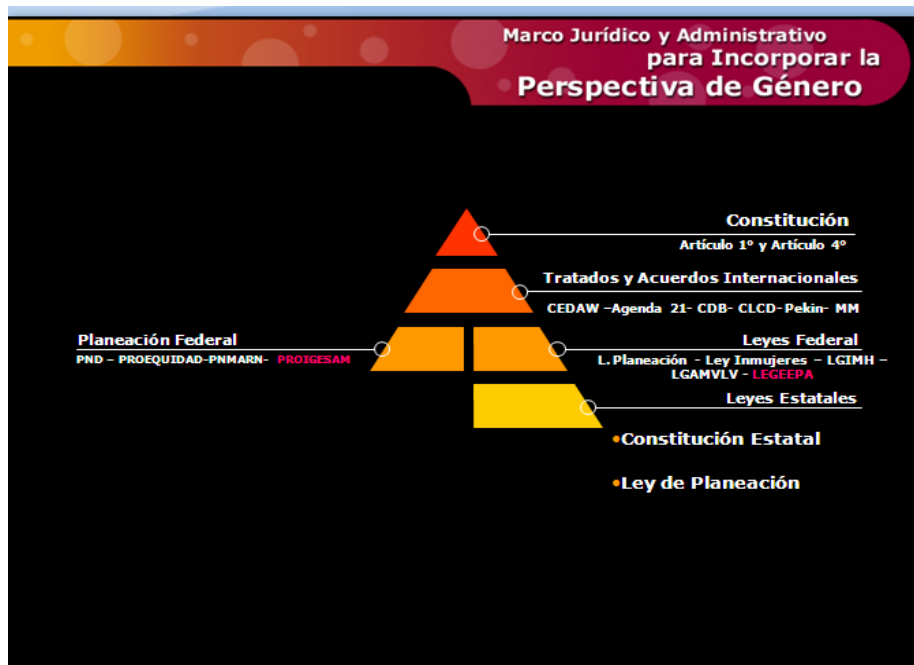 Marco Jurídico y Administrativo
para Incorporar la
Perspectiva de Género
Constitución
Artículo 1º y Artículo 4º
Tratados y Acuerdos Internacionales
CEDAW –Agenda 21- CDB- CLCD- Pekin- MM
Planeación Federal
PND – PROEQUIDAD-PNMARN- PROIGESAM
Leyes Federal
L. Planeación - Ley Inmujeres – LGIMH –
LGAMVLV - LEGEEPA
Leyes Estatales
•Constitución Estatal
•Ley de Planeación